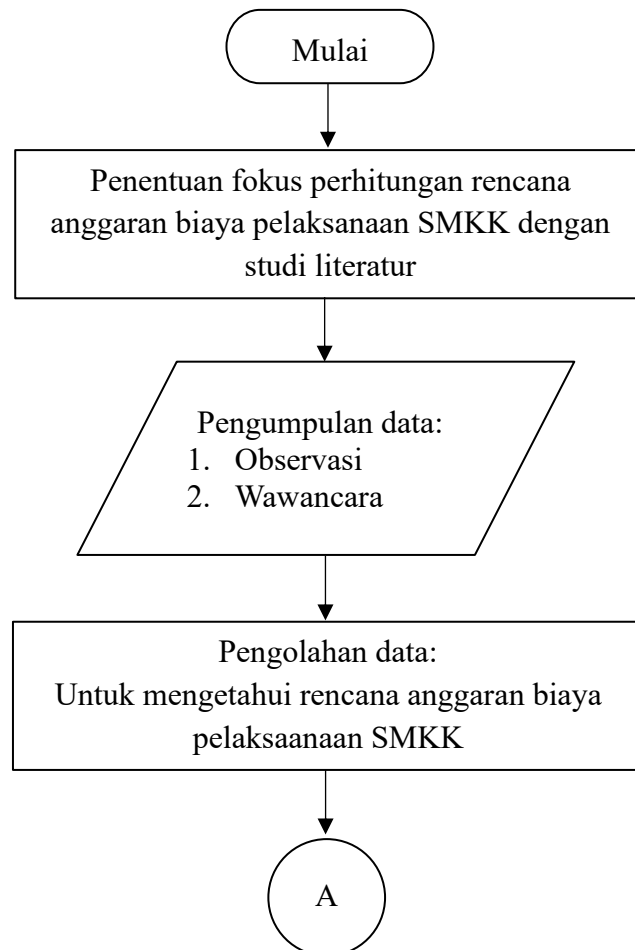 Mulai
Penentuan fokus perhitungan rencana
anggaran biaya pelaksanaan SMKK dengan
studi literatur
Pengumpulan data:
1. Observasi
2. Wawancara
Pengolahan data:
Untuk mengetahui rencana anggaran biaya
pelaksaanaan SMKK
A